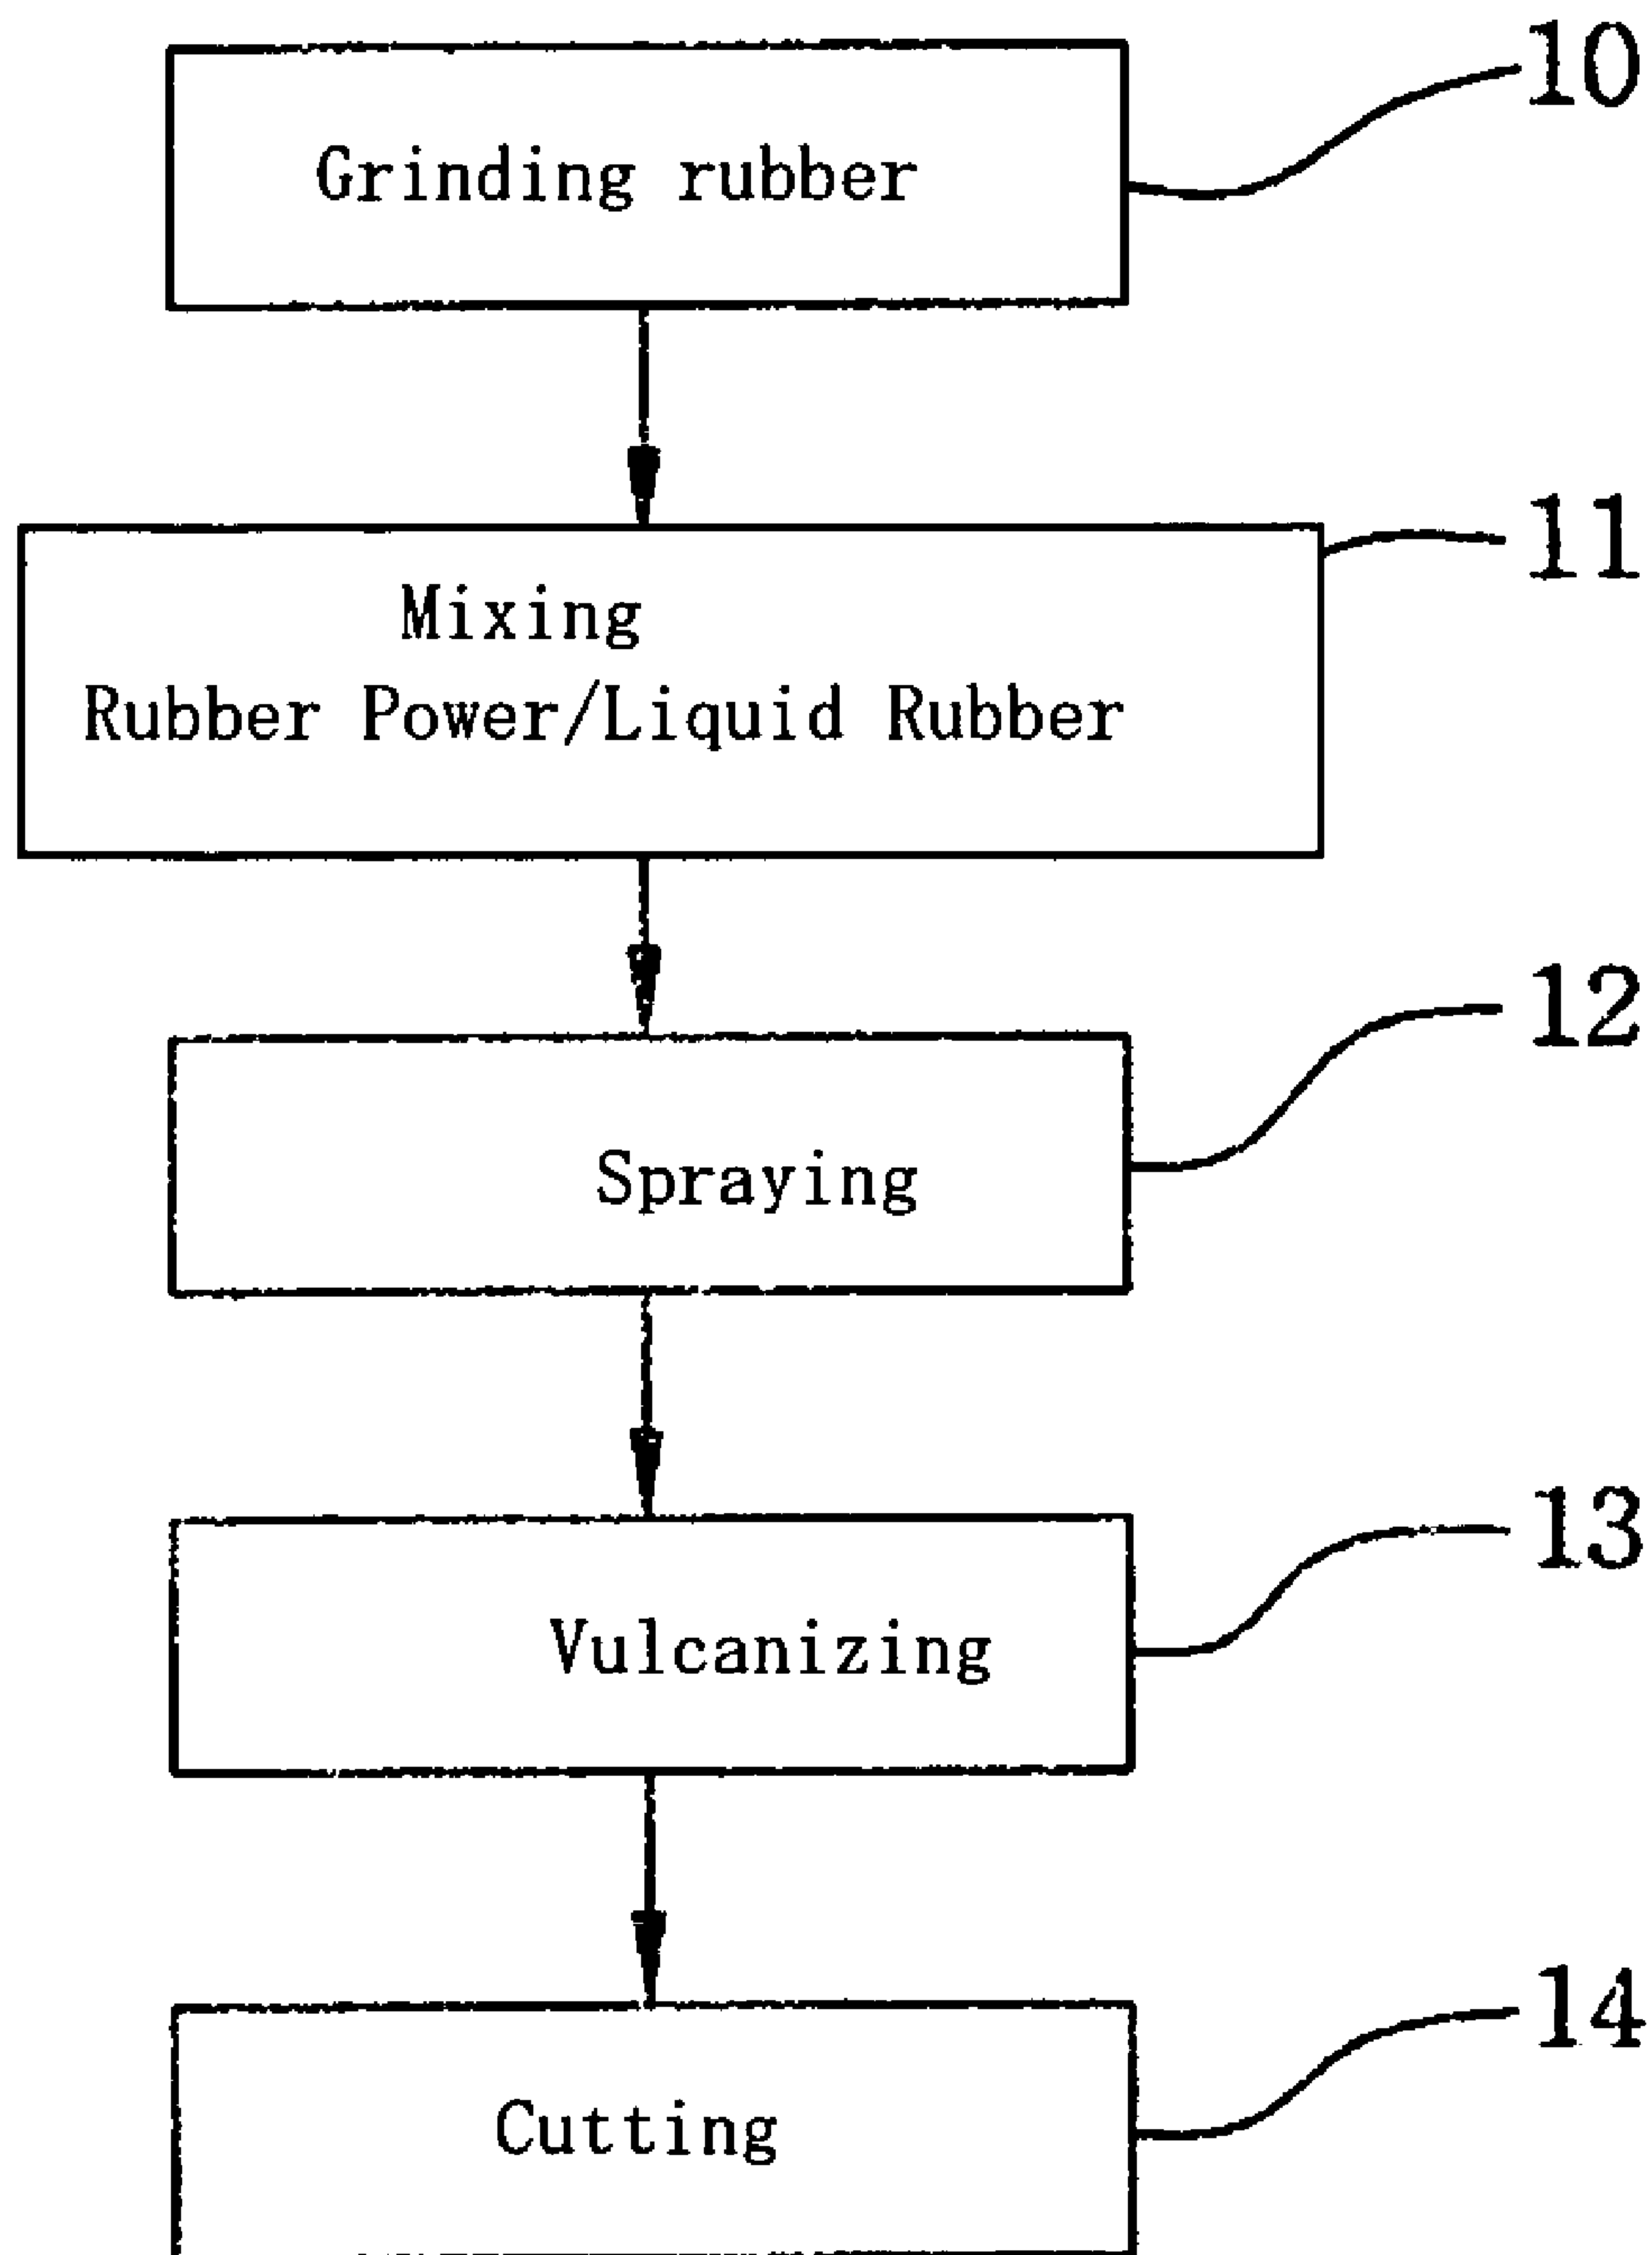 Grinding rubber
10
Mixing
11
Rubber Power/Liquid Rubber
Spraying
12
Vulcanizing
13
Cutting
14